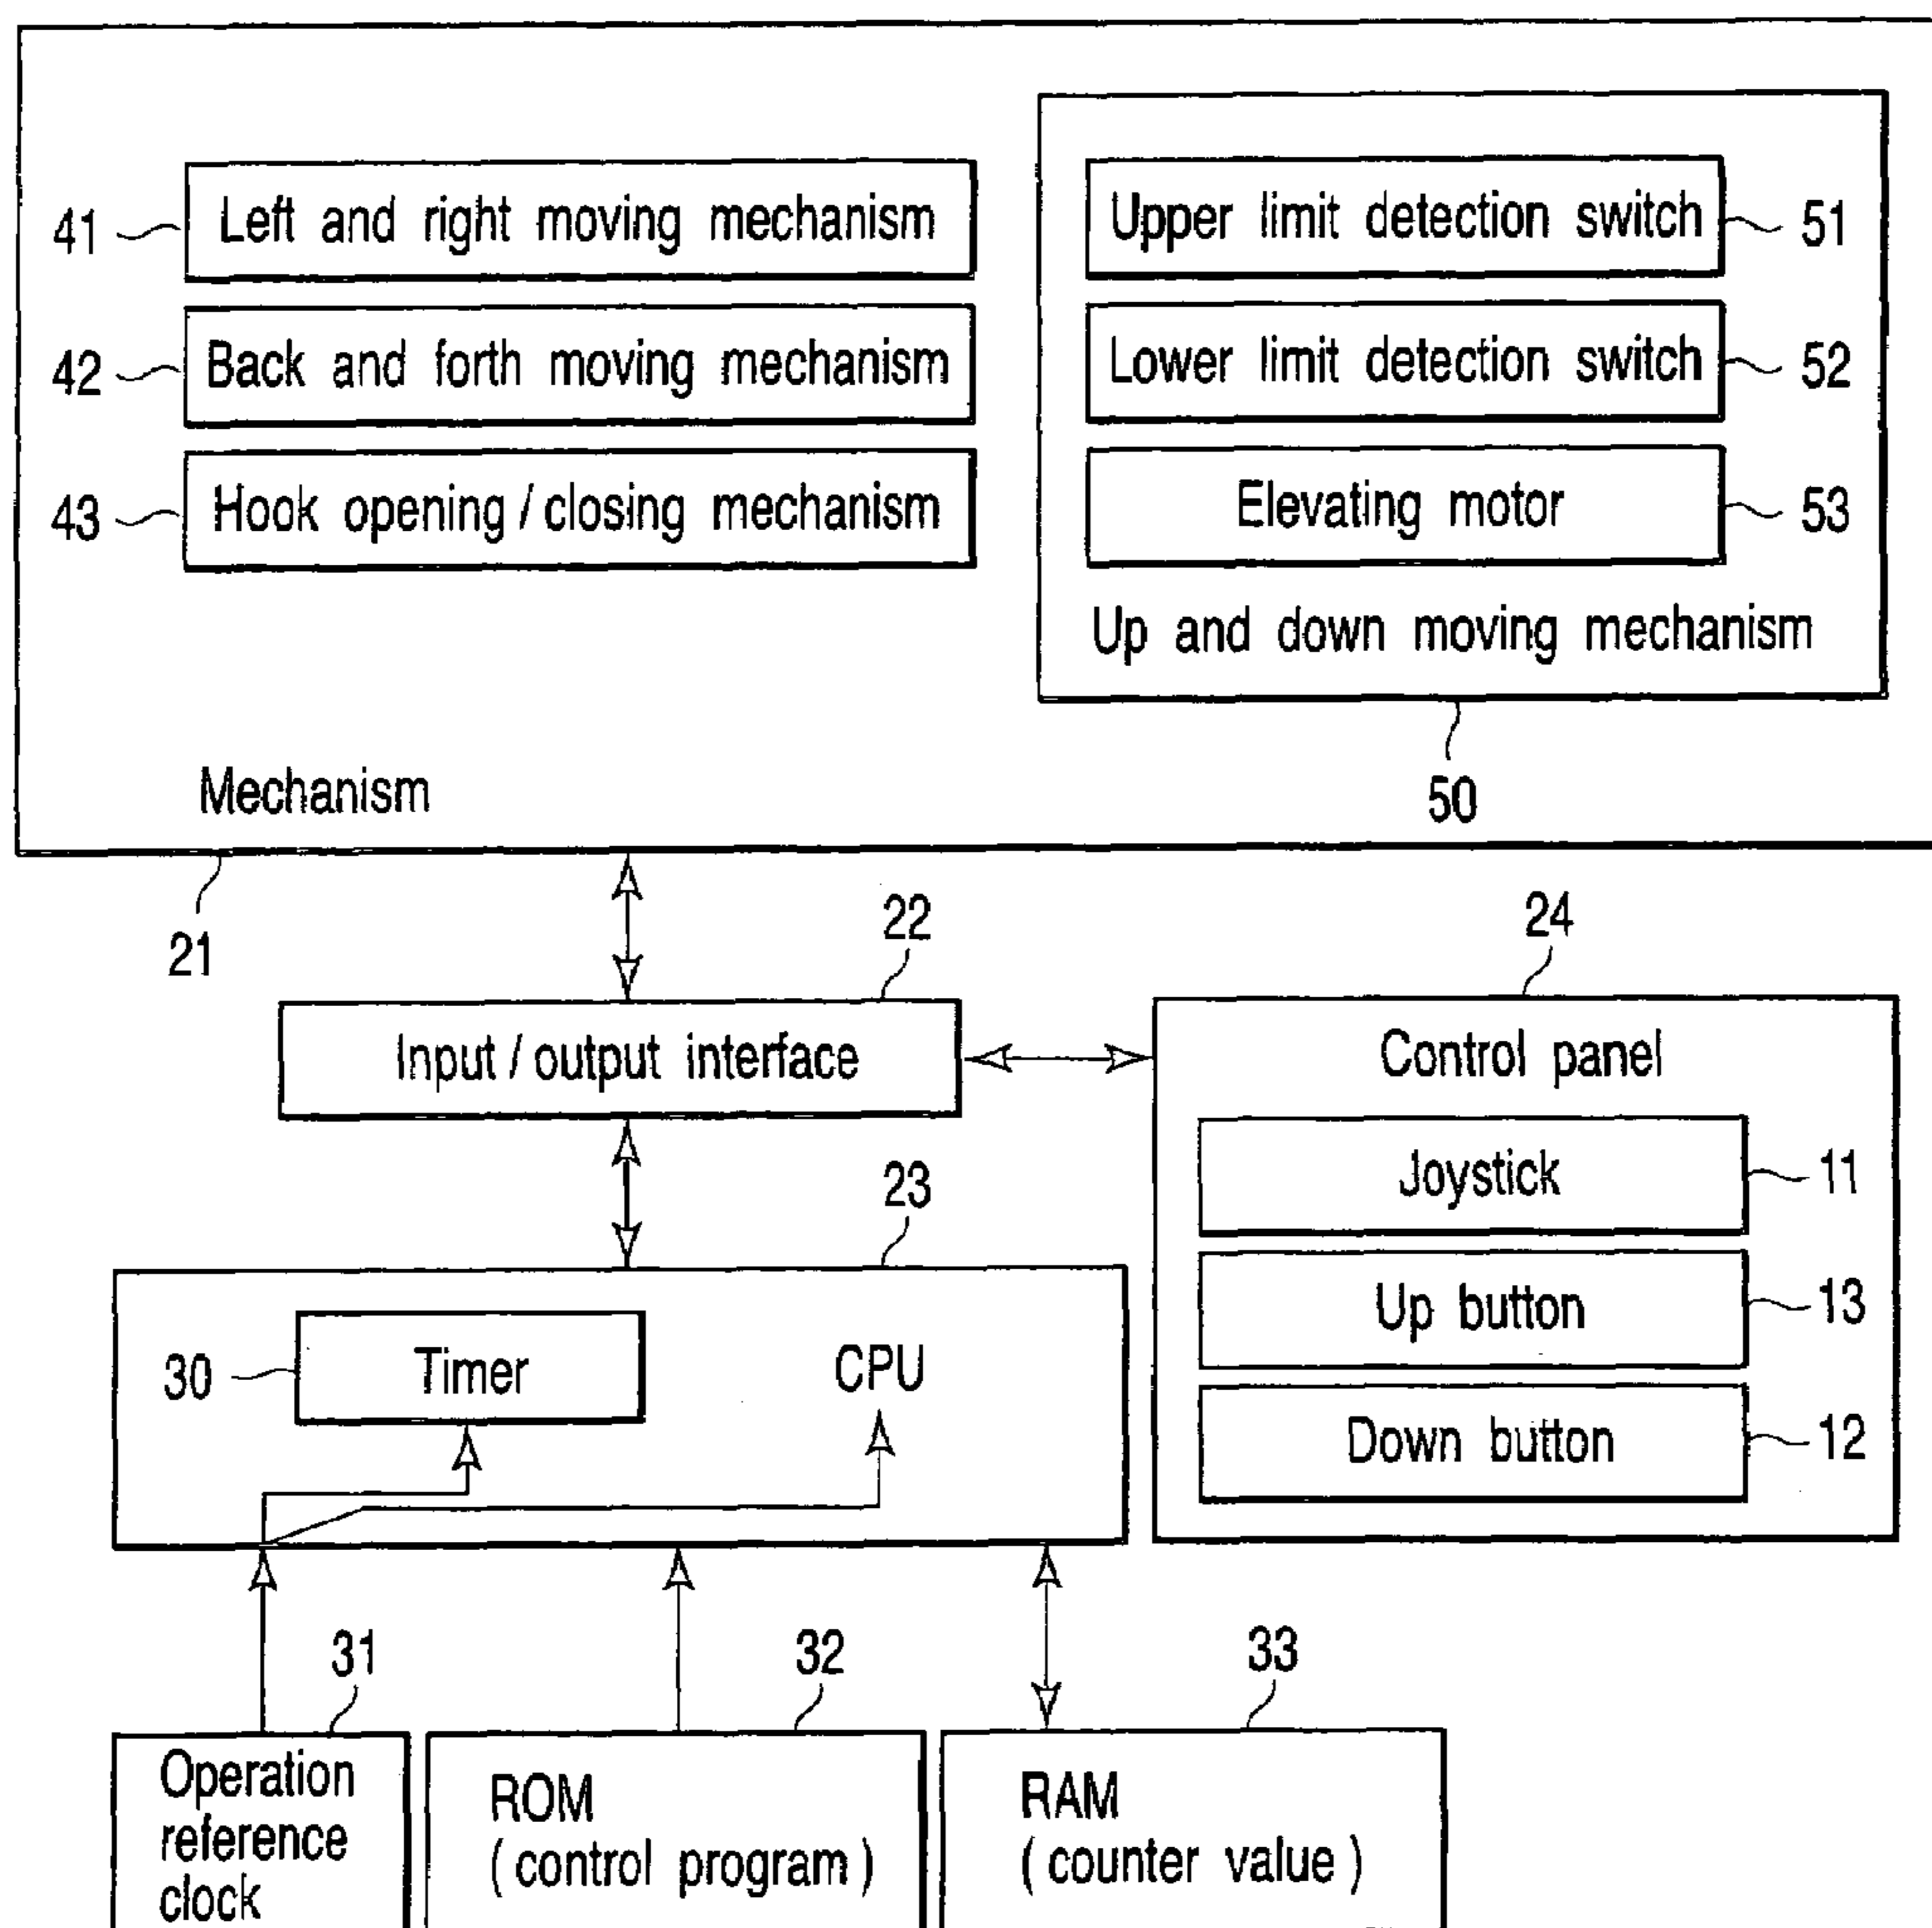 41 Left and right moving mechanism
42 Back and forth moving mechanism
43 Hook opening / closing mechanism
Upper limit detection switch 51
Lower limit detection switch 52
Elevating motor 53
Up and down moving mechanism
50
Mechanism
21
22
Input / output interface
24
Control panel
Joystick 11
Up button 13
Down button 12
23
30 Timer
CPU
31
Operation
reference
clock
32
ROM
( control program )
33
RAM
( counter value )